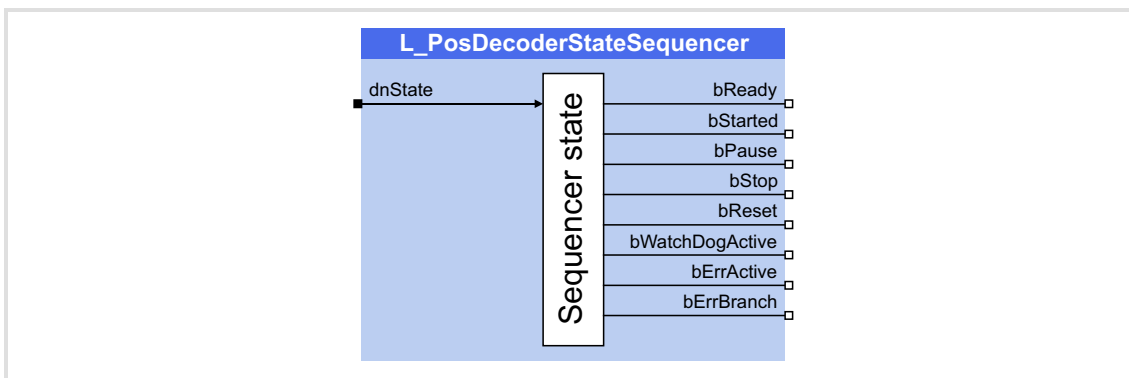 L_PosDecoderStateSequencer
dnState
Sequencer state
bReady
bStarted
bPause
bStop
bReset
bWatchDogActive
bErrActive
bErrBranch